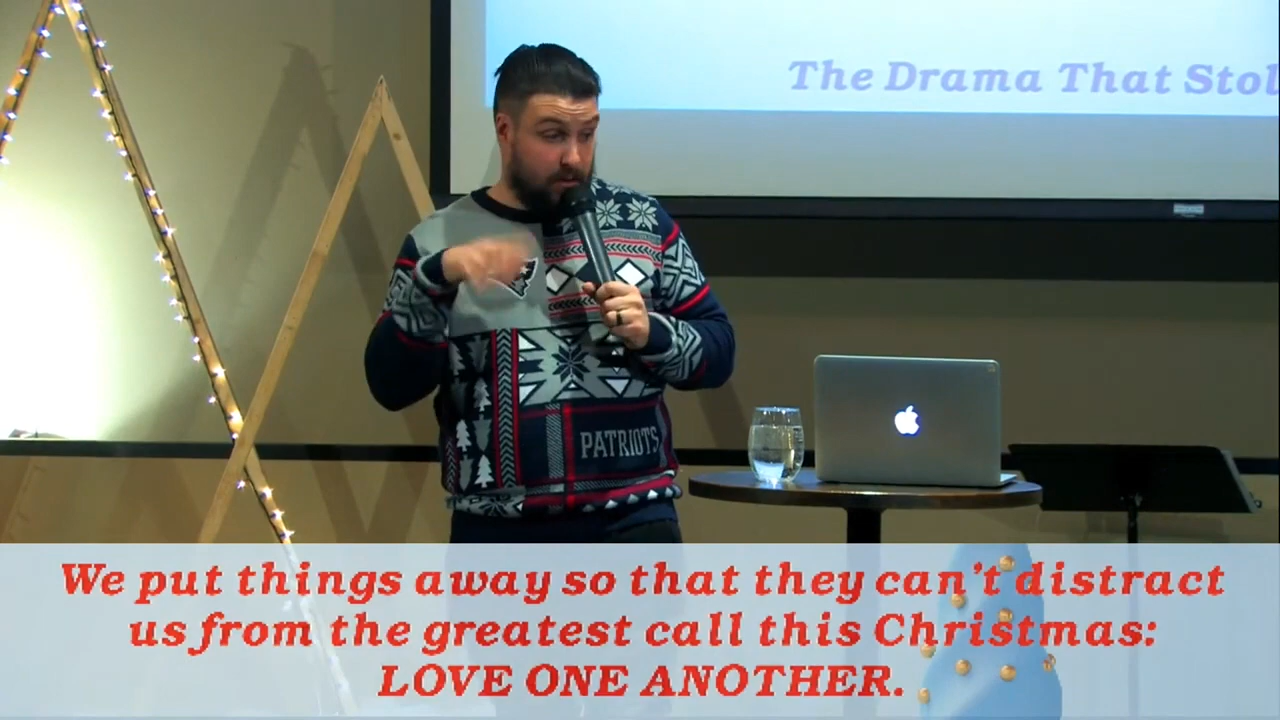 The Drama That Stol
PATRIOTS
We put things away so that they can't distract
us from the greatest call this Christmas:
LOVE ONE ANOTHER.